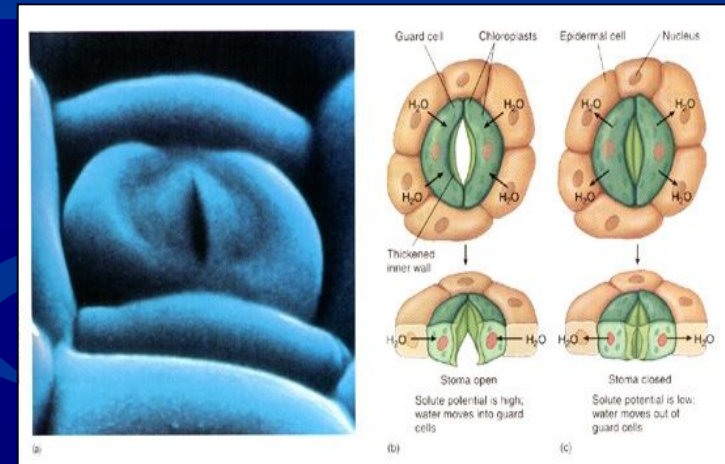 Guard cell
Chloroplasts
H₂O
H₂O
H₂O
H₂O
Thickened
inner wall
H₂O
H₂O
Stoma open
Solute potential is high;
water moves into guard
cells
Epidermal cell
Nucleus
H₂O
H₂O
H₂O
H₂O
H₂O
H₂O
Stoma closed
Solute potential is low;
water moves out of
guard cells
(a)
(b)
(c)
(b)
(c)